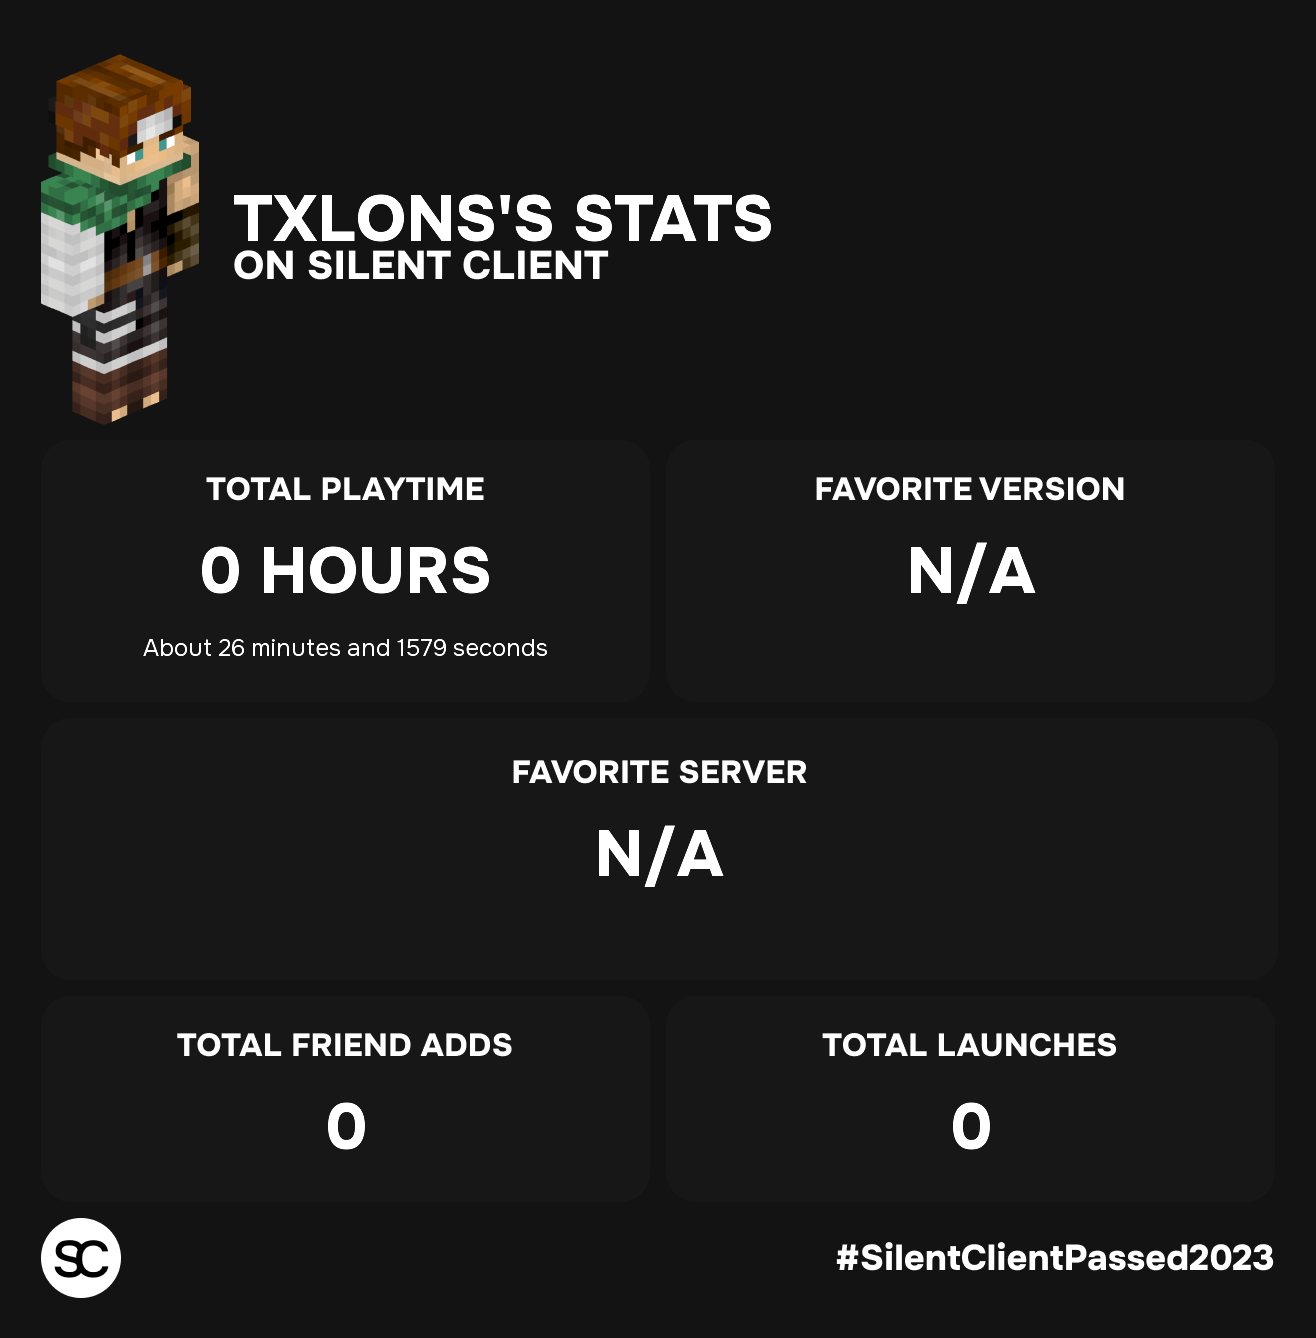 TXLONS'S STATS
ON SILENT CLIENT
TOTAL PLAYTIME
0 HOURS
About 26 minutes and 1579 seconds
FAVORITE VERSION
N/A
FAVORITE SERVER
N/A
TOTAL FRIEND ADDS
0
TOTAL LAUNCHES
0
SC
#SilentClientPassed2023